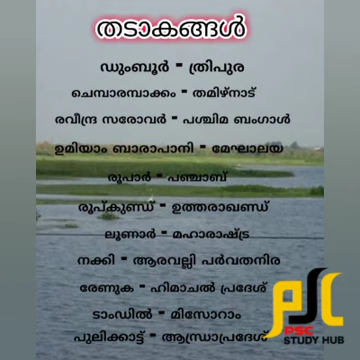 തടാകങ്ങൾ
ഡുംബൂർ - ത്രിപുര
ചെമ്പാരമ്പാക്കം - തമിഴ്നാട്
രവീന്ദ്ര സരോവർ - പശ്ചിമ ബംഗാൾ
ഉമിയാം ബാരാപാനി - മേഘാലയ
രൂപാർ - പഞ്ചാബ്
രൂപ്കുണ്ഡ് - ഉത്തരാഖണ്ഡ്
ലൂണാർ - മഹാരാഷ്ട്ര
നക്കി - ആരവല്ലി പർവതനിര
രേണുക - ഹിമാചൽ പ്രദേശ്
ടാംഡിൽ - മിസോറാം
പുലിക്കാട്ട് - ആന്ധ്രാപ്രദേശ്
PSC
STUDY HUB